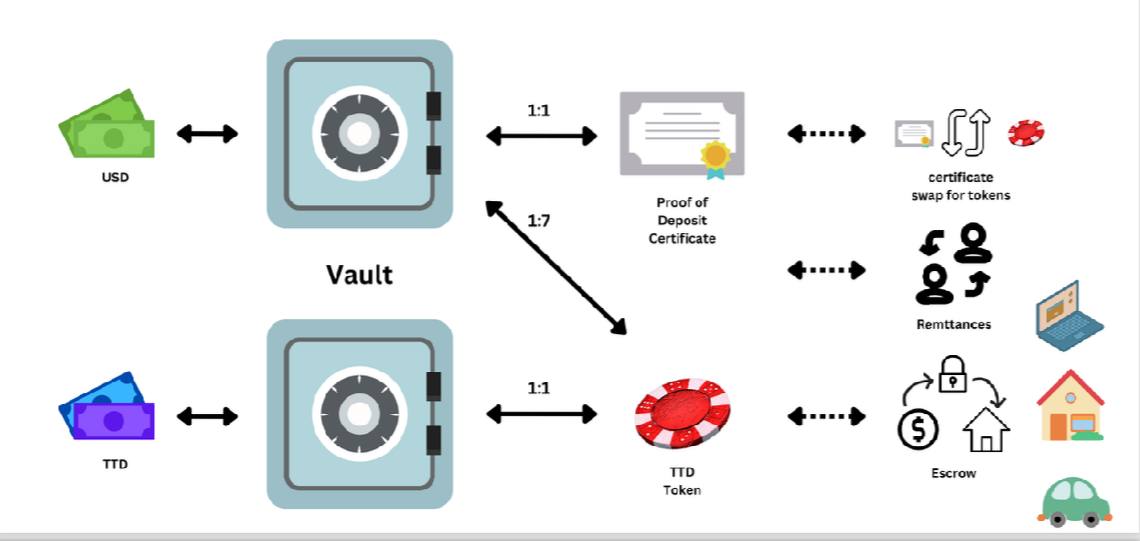 USD
1:1
Proof of
Deposit
Certificate
certificate
swap for tokens
1:7
Vault
Remttances
TTD
1:1
TTD
Token
$
Escrow